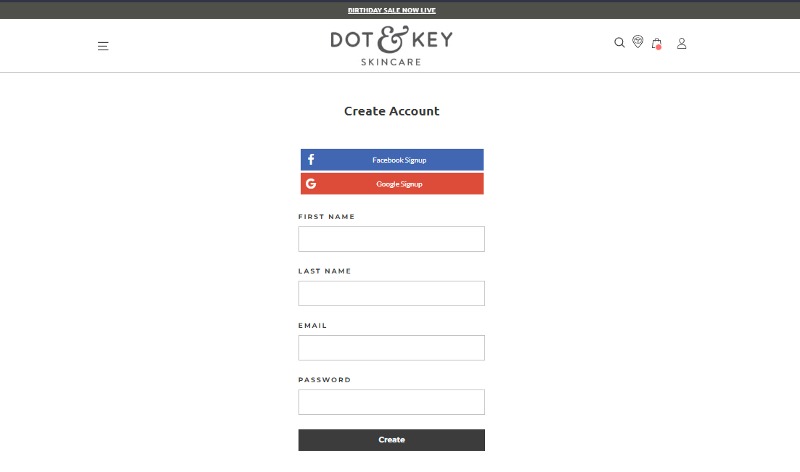 BIRTHDAY SALE NOW LIVE
DOT & KEY
SKINCARE
Create Account
Facebook Signup
Google Signup
FIRST NAME
LAST NAME
EMAIL
PASSWORD
Create